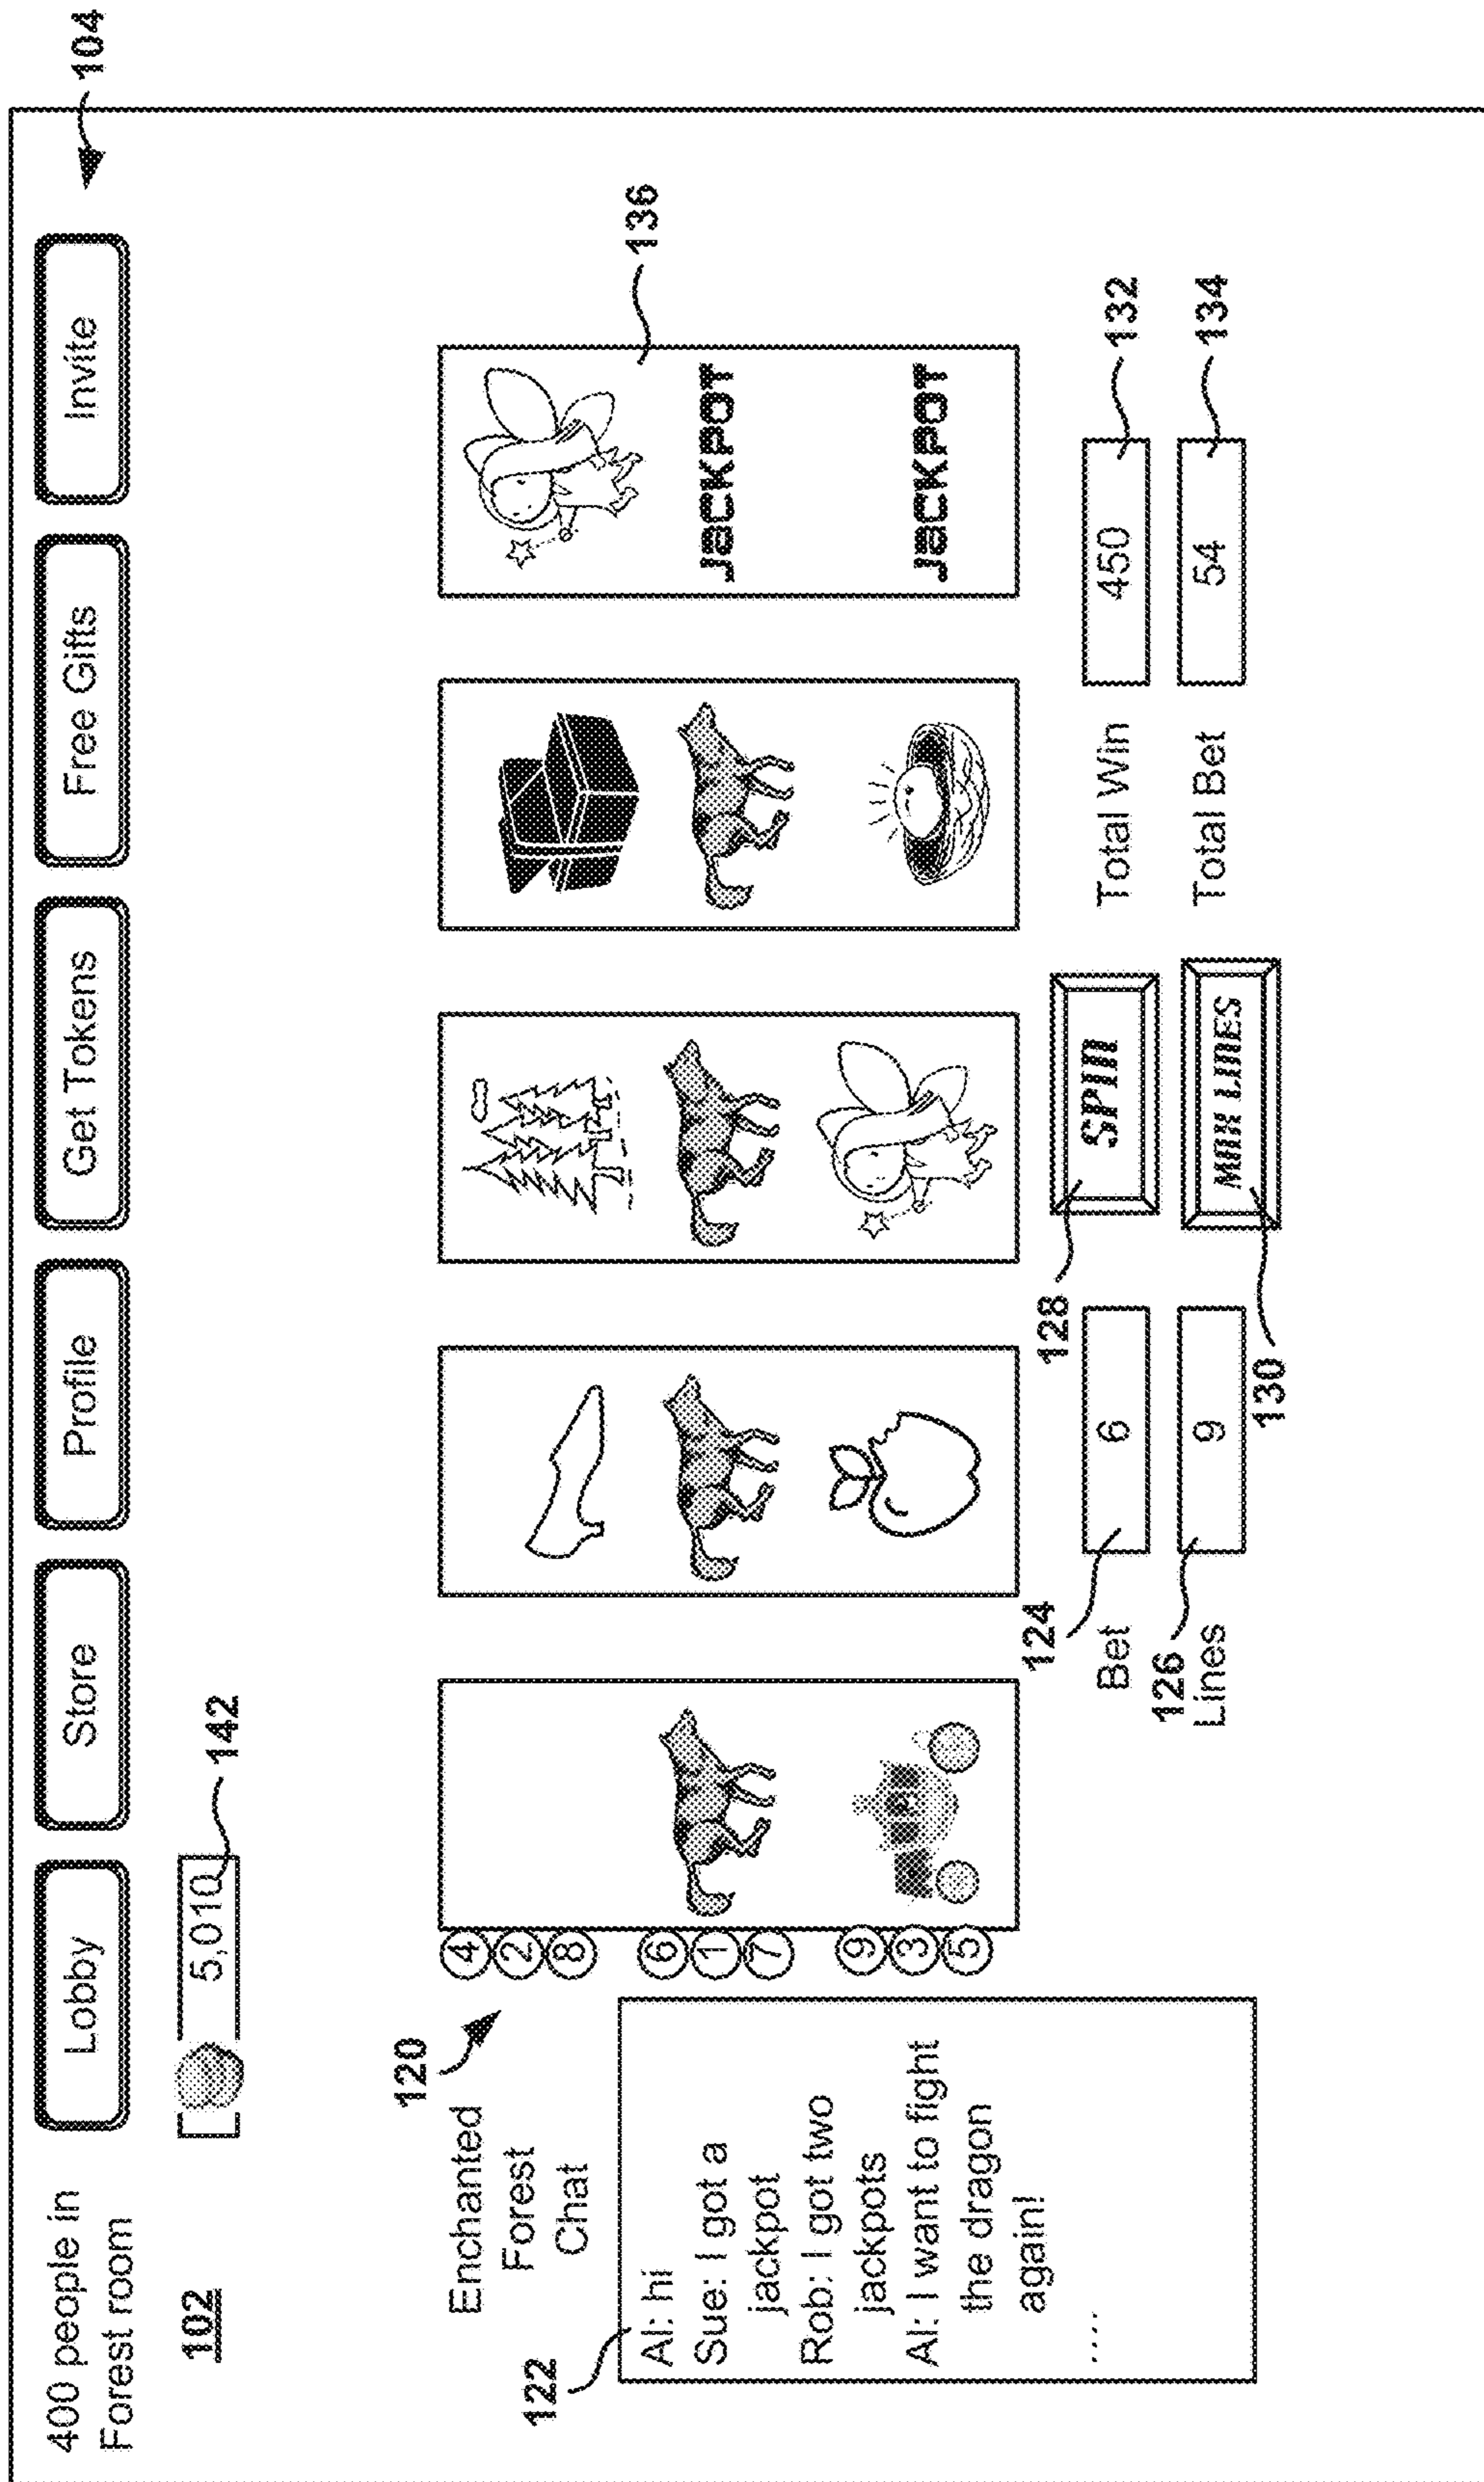 104
400 people in
Forest room
Lobby
Store
Profile
Get Tokens
Free Gifts
Invite
102
5,010
142
120
Enchanted
Forest
Chat
122
Al: hi
Sue: I got a
jackpot
Rob: I got two
jackpots
Al: I want to fight
the dragon
again!
....
4
2
8
6
1
7
9
3
5
136
JACKPOT
JACKPOT
124
Bet
6
126
Lines
9
128
SPIN
130
MAX LINES
Total Win
450
132
Total Bet
54
134